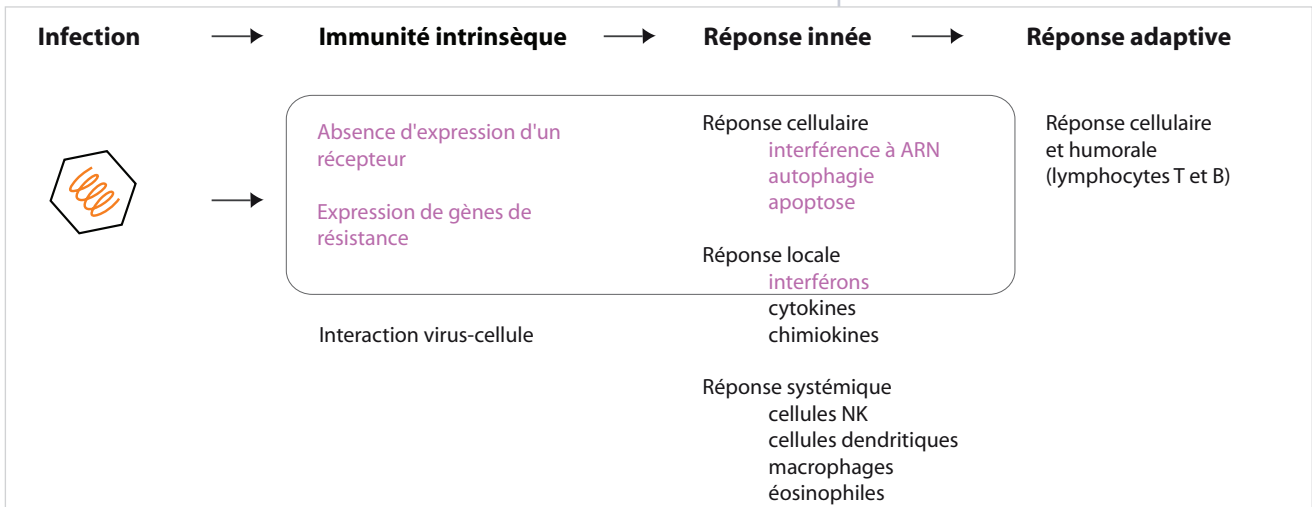 Infection
Immunité intrinsèque
Réponse innée
Réponse adaptive
Absence d'expression d'un
récepteur
Expression de gènes de
résistance
Interaction virus-cellule
Réponse cellulaire
interférence à ARN
autophagie
apoptose
Réponse locale
interférons
cytokines
chimiokines
Réponse systémique
cellules NK
cellules dendritiques
macrophages
éosinophiles
Réponse cellulaire
et humorale
(lymphocytes T et B)